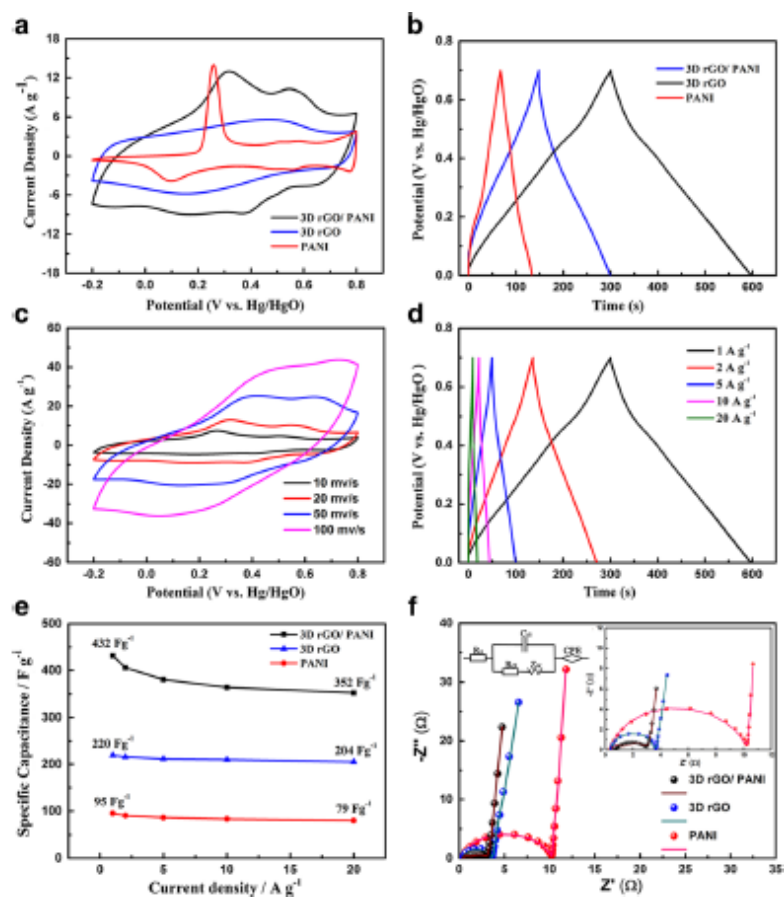 a
18
12
6
0
-6
-12
-18
Current Density (A g⁻¹)
3D rGO/ PANI
3D rGO
PANI
-0.2 0.0 0.2 0.4 0.6 0.8
Potential (V vs. Hg/HgO)
b
0.8
0.6
0.4
0.2
0.0
Potential (V vs. Hg/HgO)
3D rGO/ PANI
3D rGO
PANI
0 100 200 300 400 500 600
Time (s)
c
60
40
20
0
-20
-40
-60
Current Density (A g⁻¹)
10 mv/s
20 mv/s
50 mv/s
100 mv/s
-0.2 0.0 0.2 0.4 0.6 0.8
Potential (V vs. Hg/HgO)
d
0.8
0.6
0.4
0.2
0.0
Potential (V vs. Hg/HgO )
1 A g⁻¹
2 A g⁻¹
5 A g⁻¹
10 A g⁻¹
20 A g⁻¹
0 100 200 300 400 500 600
Time (s)
e
500
400
300
200
100
0
Specific Capacitance / F g⁻¹
3D rGO/ PANI
3D rGO
PANI
432 Fg⁻¹
352 Fg⁻¹
220 Fg⁻¹
204 Fg⁻¹
95 Fg⁻¹
79 Fg⁻¹
0 5 10 15 20
Current density / A g⁻¹
f
40
30
20
10
0
-Z'' (Ω)
CPE
Z' (Ω)
3D rGO/ PANI
3D rGO
PANI
0 5 10 15 20 25 30 35
Z' (Ω)